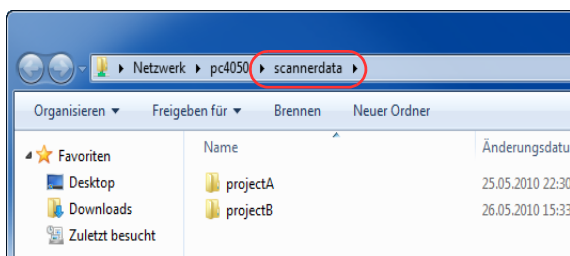 Netzwerk pc4050 scannerdata
Organisieren Freigeben für Brennen Neuer Ordner
Favoriten
Desktop
Downloads
Zuletzt besucht
Name Änderungsdatu
projectA 25.05.2010 22:30
projectB 26.05.2010 15:33